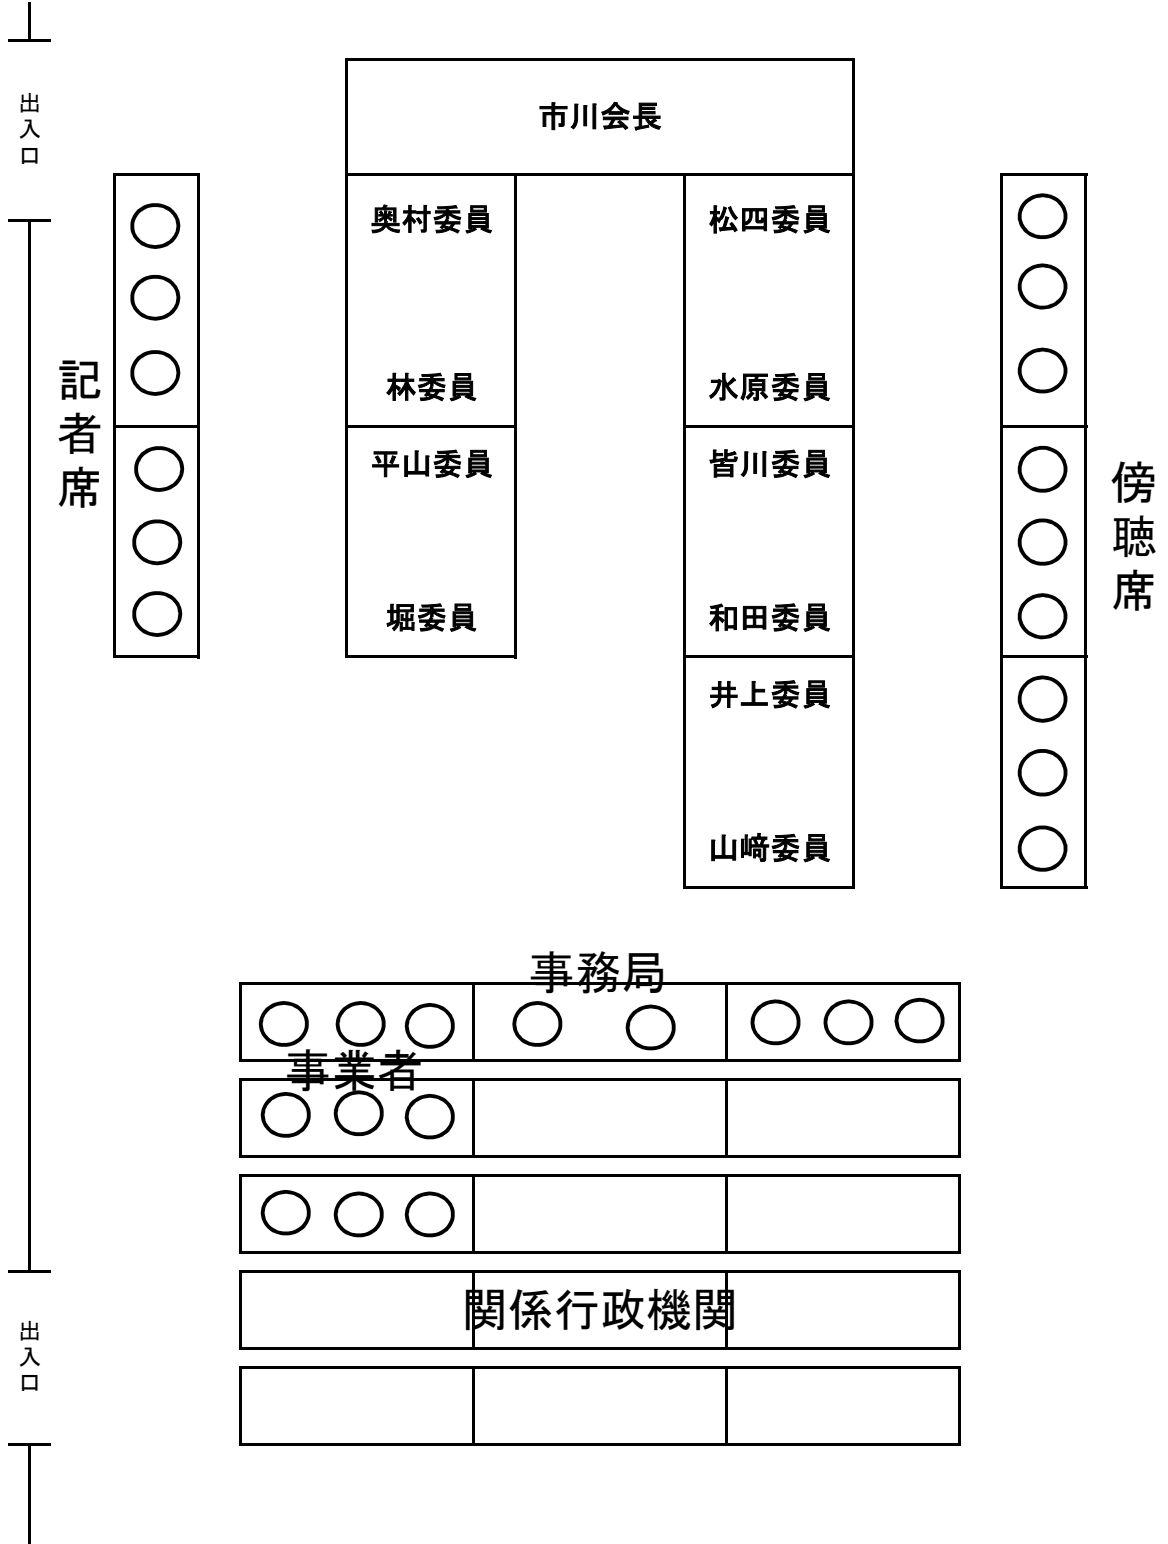 出入口
市川会長
奥村委員
松四委員
林委員
水原委員
記者席
平山委員
皆川委員
傍聴席
堀委員
和田委員
井上委員
山﨑委員
事務局
事業者
関係行政機関
出入口